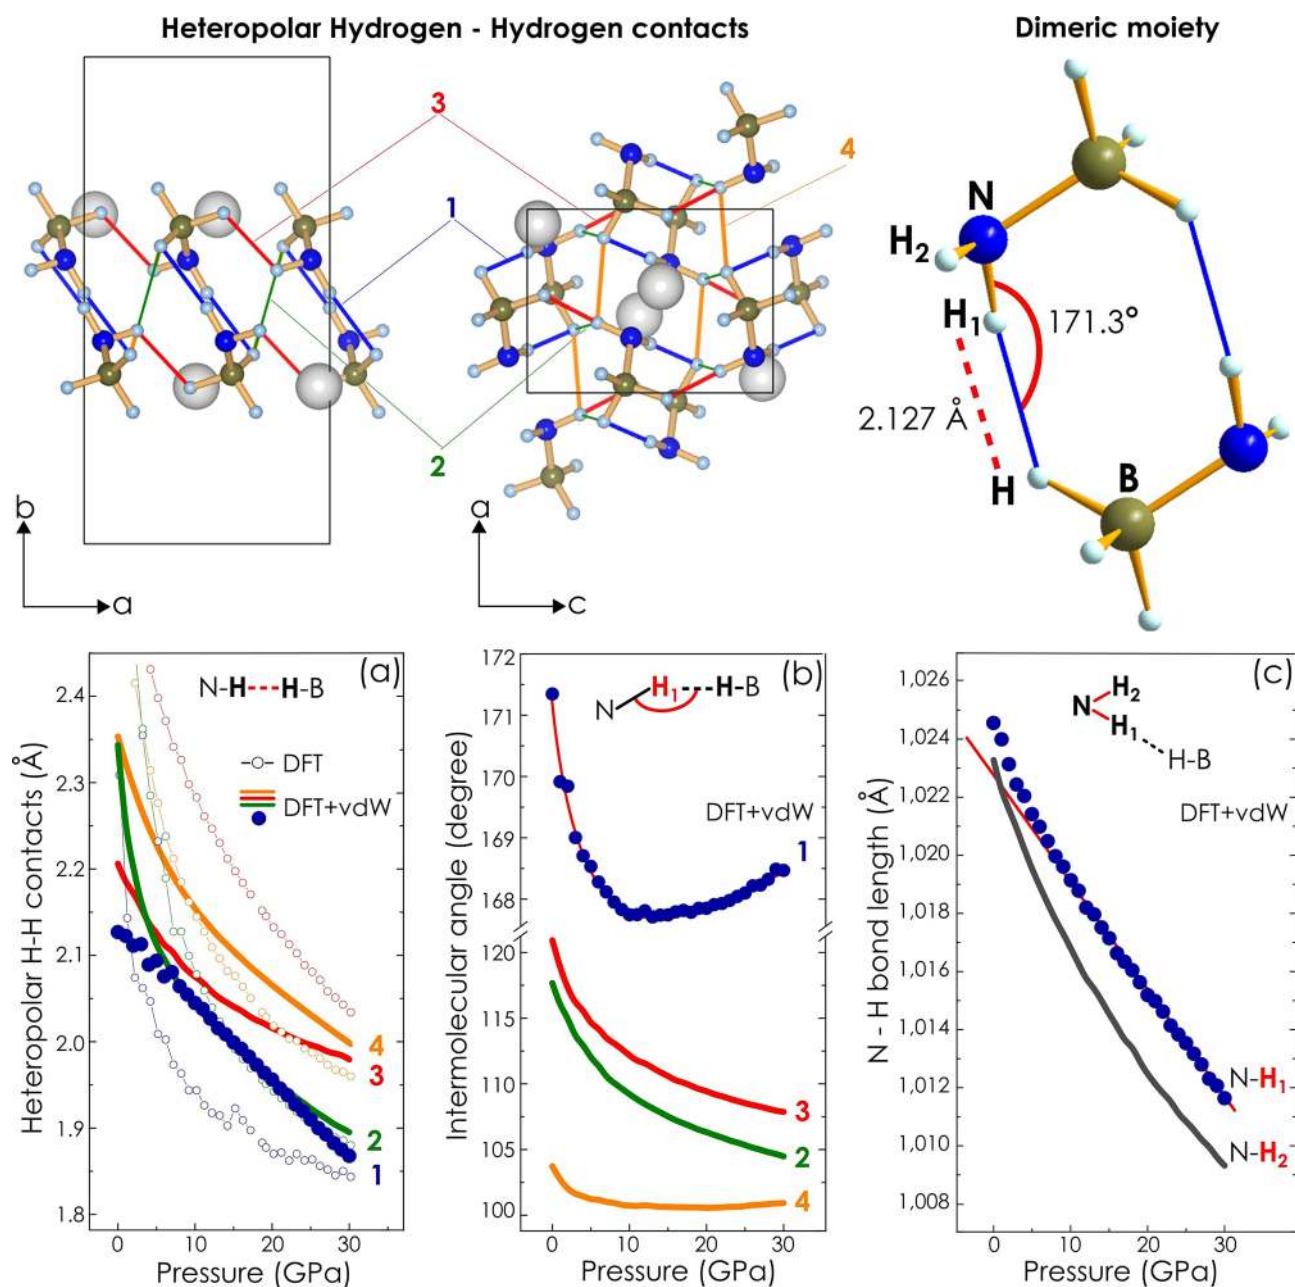 Heteropolar Hydrogen - Hydrogen contacts
Dimeric moiety
3
1
4
2
b
a
a
c
N
H₂
H₁
171.3°
2.127 Å
H
B
(a)
N-H---H-B
DFT
DFT+vdW
4
3
2
1
2.4
2.3
2.2
2.1
2.0
1.9
1.8
Heteropolar H-H contacts (Å)
0 10 20 30
Pressure (GPa)
(b)
N H₁---H-B
DFT+vdW
1
3
2
4
172
171
170
169
168
120
115
110
105
100
Intermolecular angle (degree)
0 10 20 30
Pressure (GPa)
(c)
H₂
N
H₁
H-B
DFT+vdW
N-H₁
N-H₂
1,026
1,024
1,022
1,020
1,018
1,016
1,014
1,012
1,010
1,008
N - H bond length (Å)
0 10 20 30
Pressure (GPa)